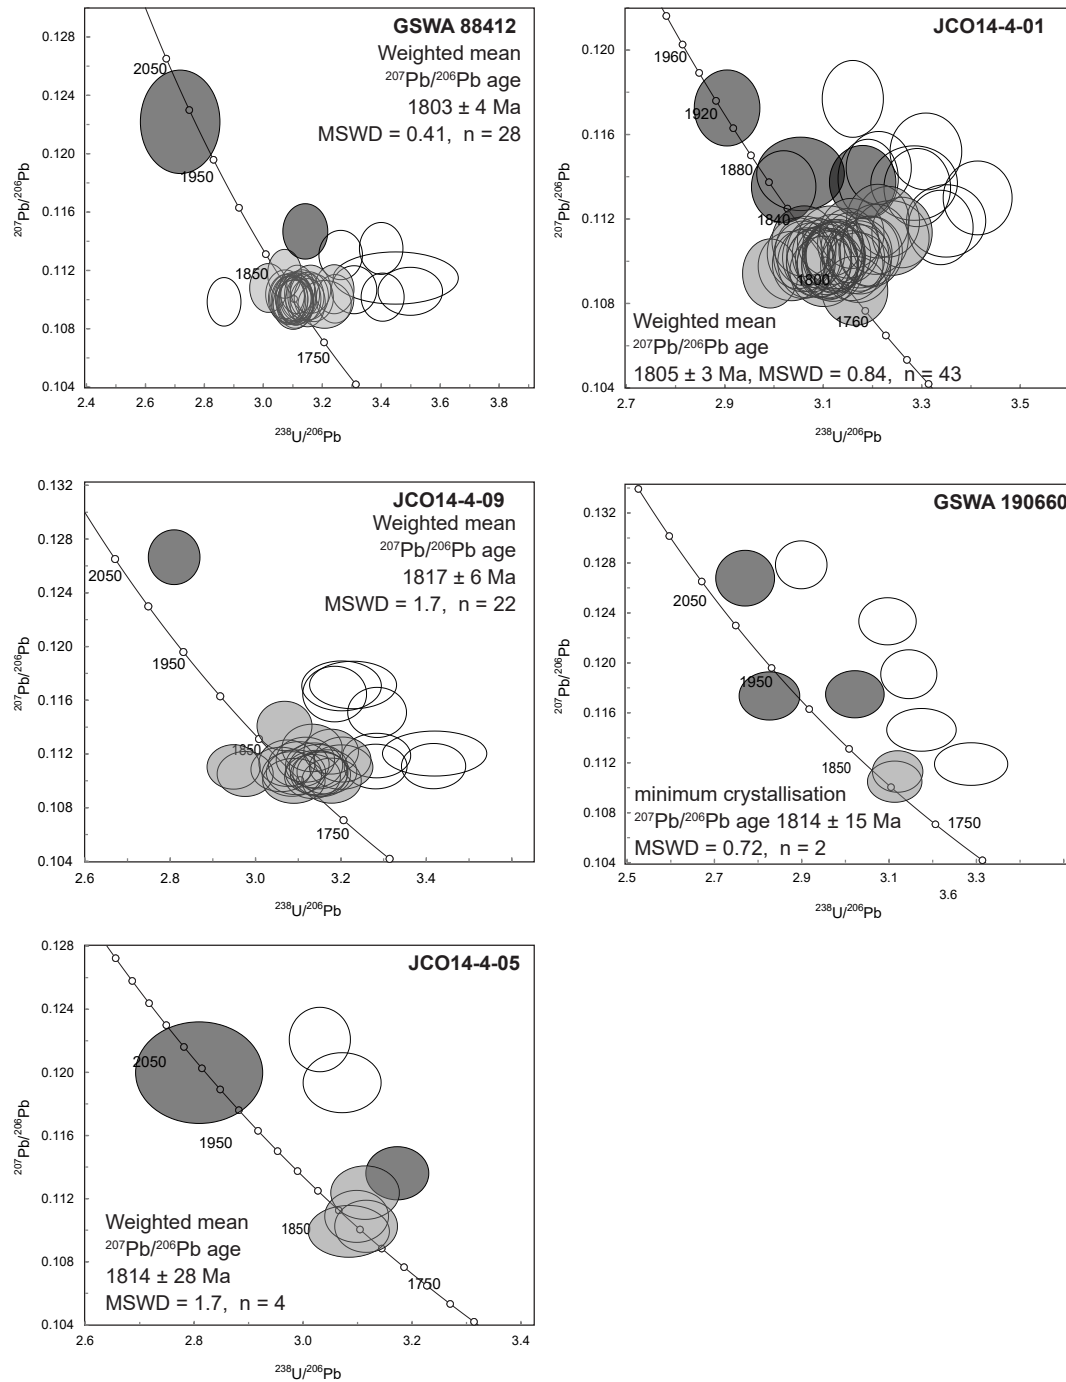 GSWA 88412
Weighted mean
²⁰⁷Pb/²⁰⁶Pb age
1803 ± 4 Ma
MSWD = 0.41, n = 28
0.128
0.124
0.120
0.116
0.112
0.108
0.104
2050
1950
1850
1750
2.4
2.6
2.8
3.0
3.2
3.4
3.6
3.8
²⁰⁷Pb/²⁰⁶Pb
²³⁸U/²⁰⁶Pb
JCO14-4-01
0.120
0.116
0.112
0.108
0.104
1960
1920
1880
1840
1800
1760
Weighted mean
²⁰⁷Pb/²⁰⁶Pb age
1805 ± 3 Ma, MSWD = 0.84, n = 43
2.7
2.9
3.1
3.3
3.5
²⁰⁷Pb/²⁰⁶Pb
²³⁸U/²⁰⁶Pb
JCO14-4-09
Weighted mean
²⁰⁷Pb/²⁰⁶Pb age
1817 ± 6 Ma
MSWD = 1.7, n = 22
0.132
0.128
0.124
0.120
0.116
0.112
0.108
0.104
2050
1950
1850
1750
2.6
2.8
3.0
3.2
3.4
²⁰⁷Pb/²⁰⁶Pb
²³⁸U/²⁰⁶Pb
GSWA 190660
0.132
0.128
0.124
0.120
0.116
0.112
0.108
0.104
2050
1950
1850
1750
minimum crystallisation
²⁰⁷Pb/²⁰⁶Pb age 1814 ± 15 Ma
MSWD = 0.72, n = 2
2.5
2.7
2.9
3.1
3.3
3.6
²⁰⁷Pb/²⁰⁶Pb
²³⁸U/²⁰⁶Pb
JCO14-4-05
0.128
0.124
0.120
0.116
0.112
0.108
0.104
2050
1950
1850
1750
Weighted mean
²⁰⁷Pb/²⁰⁶Pb age
1814 ± 28 Ma
MSWD = 1.7, n = 4
2.6
2.8
3.0
3.2
3.4
²⁰⁷Pb/²⁰⁶Pb
²³⁸U/²⁰⁶Pb